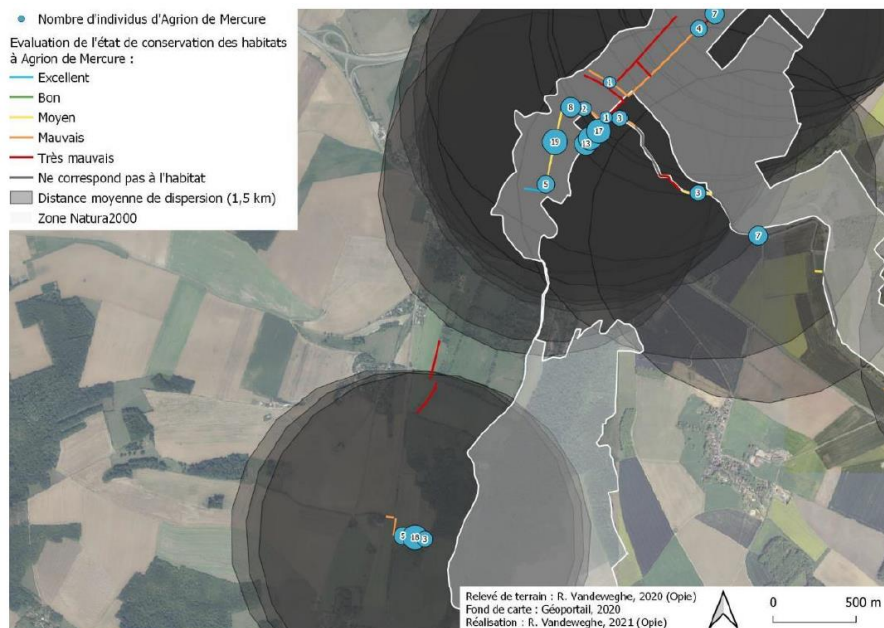 Nombre d'individus d'Agrion de Mercure
Evaluation de l'état de conservation des habitats
à Agrion de Mercure :
Excellent
Bon
Moyen
Mauvais
Très mauvais
Ne correspond pas à l'habitat
Distance moyenne de dispersion (1,5 km)
Zone Natura2000
7
4
1
8
2
1
3
17
19
13
5
3
7
5
3
Relevé de terrain : R. Vandeweghe, 2020 (Opie)
Fond de carte : Géoportail, 2020
Réalisation : R. Vandeweghe, 2021 (Opie)
0 500 m